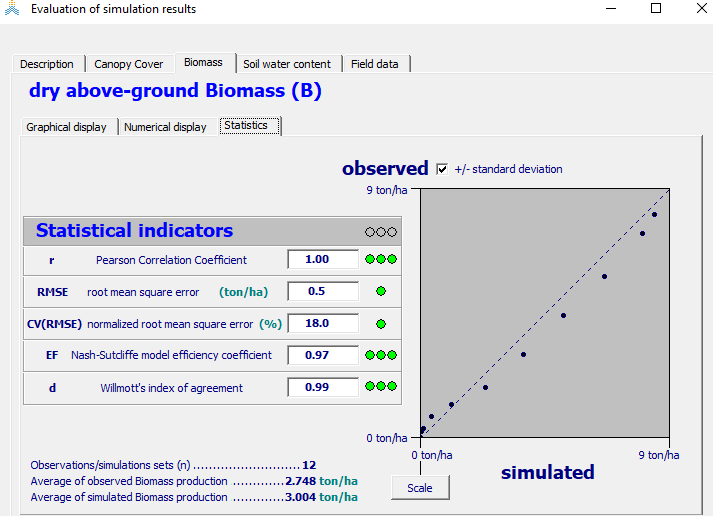 Evaluation of simulation results
Description Canopy Cover Biomass Soil water content Field data
dry above-ground Biomass (B)
Graphical display Numerical display Statistics
observed +/- standard deviation
9 ton/ha
Statistical indicators
r Pearson Correlation Coefficient 1.00
RMSE root mean square error (ton/ha) 0.5
CV(RMSE) normalized root mean square error (%) 18.0
EF Nash-Sutcliffe model efficiency coefficient 0.97
d Willmott's index of agreement 0.99
0 ton/ha
0 ton/ha 9 ton/ha
simulated
Observations/simulations sets (n) ........................... 12
Average of observed Biomass production .............2.748 ton/ha
Average of simulated Biomass production ............3.004 ton/ha
Scale